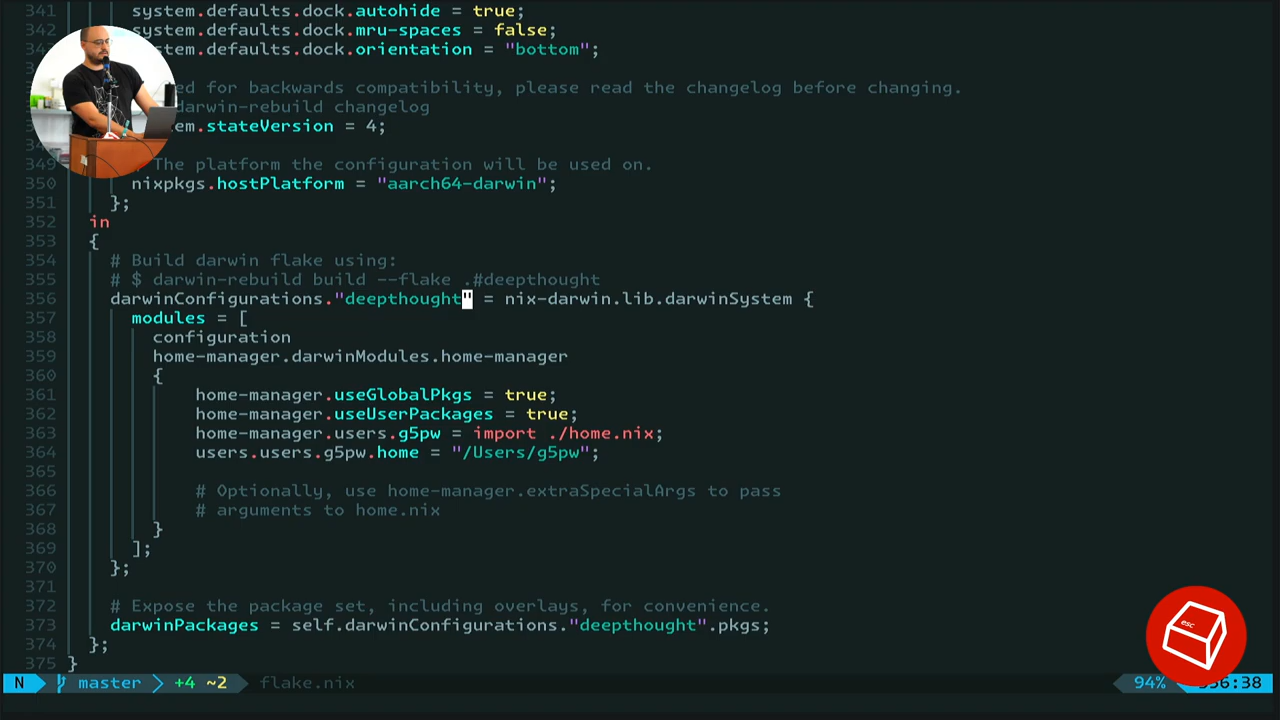 341 system.defaults.dock.autohide = true;
342 system.defaults.dock.mru-spaces = false;
343 system.defaults.dock.orientation = "bottom";
for backwards compatibility, please read the changelog before changing.
darwin-rebuild changelog
.stateVersion = 4;
349 The platform the configuration will be used on.
350 nixpkgs.hostPlatform = "aarch64-darwin";
351 };
352 in
353 {
354 # Build darwin flake using:
355 # $ darwin-rebuild build --flake .#deepthought
356 darwinConfigurations."deepthought" = nix-darwin.lib.darwinSystem {
357 modules = [
358 configuration
359 home-manager.darwinModules.home-manager
360 {
361 home-manager.useGlobalPkgs = true;
362 home-manager.useUserPackages = true;
363 home-manager.users.g5pw = import ./home.nix;
364 users.users.g5pw.home = "/Users/g5pw";
365
366 # Optionally, use home-manager.extraSpecialArgs to pass
367 # arguments to home.nix
368 }
369 ];
370 };
371
372 # Expose the package set, including overlays, for convenience.
373 darwinPackages = self.darwinConfigurations."deepthought".pkgs;
374 };
375 }
esc
N master +4 ~2 flake.nix 94% 356:38